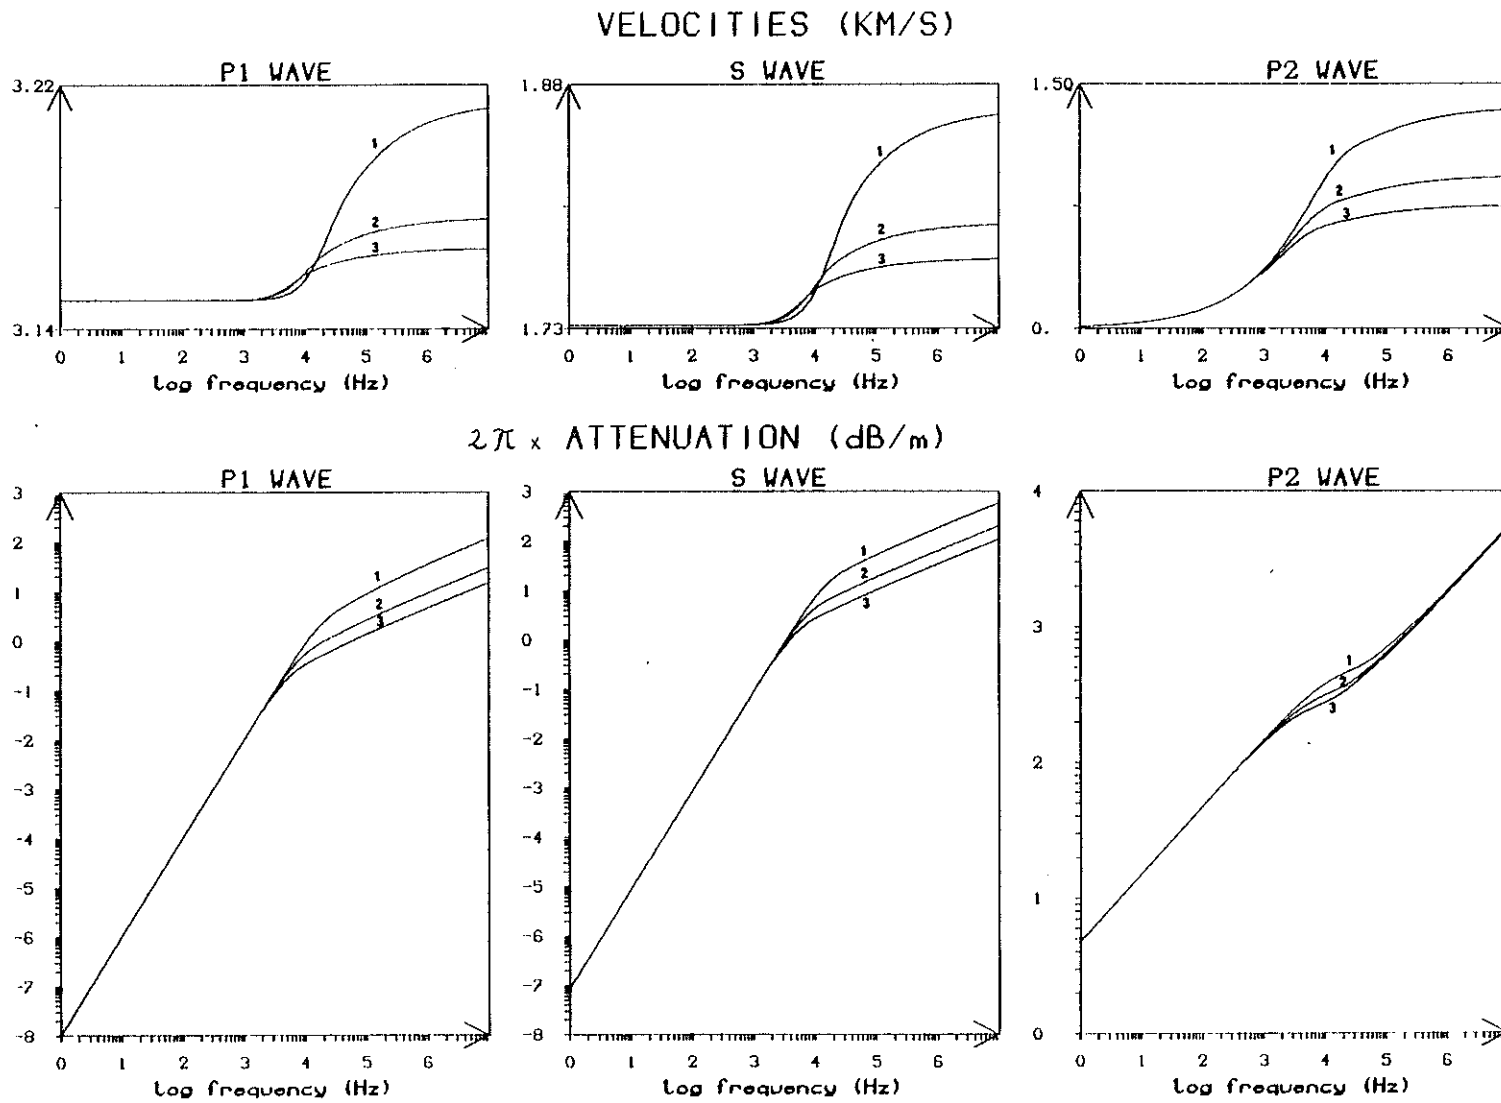 VELOCITIES (KM/S)
P1 WAVE
S WAVE
P2 WAVE
3.22
1
2
3
3.14
0 1 2 3 4 5 6
log frequency (Hz)
1.88
1
2
3
1.73
0 1 2 3 4 5 6
log frequency (Hz)
1.50
1
2
3
0.
0 1 2 3 4 5 6
log frequency (Hz)
2π x ATTENUATION (dB/m)
P1 WAVE
S WAVE
P2 WAVE
3
2
1
0
-1
-2
-3
-4
-5
-6
-7
-8
1
2
3
0 1 2 3 4 5 6
log frequency (Hz)
3
2
1
0
-1
-2
-3
-4
-5
-6
-7
-8
1
2
3
0 1 2 3 4 5 6
log frequency (Hz)
4
3
2
1
0
1
2
3
0 1 2 3 4 5 6
log frequency (Hz)